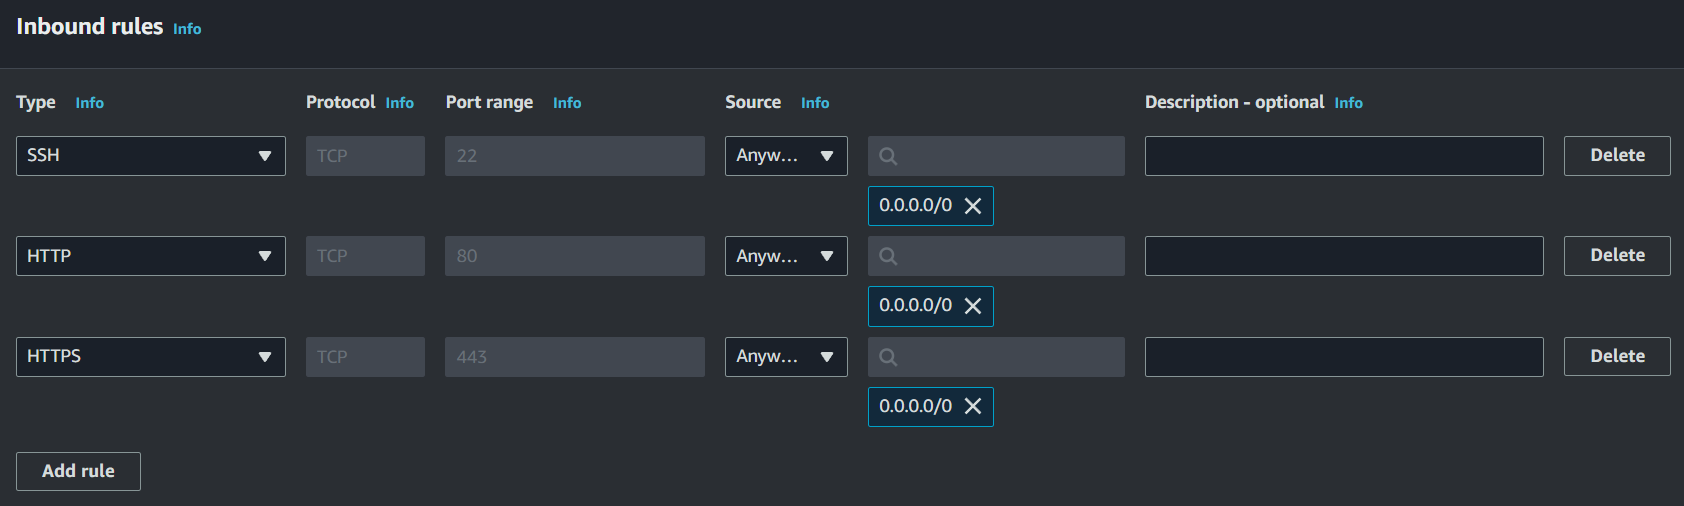 Inbound rules Info
Type Info Protocol Info Port range Info Source Info Description - optional Info
SSH TCP 22 Anyw... Delete
0.0.0.0/0
HTTP TCP 80 Anyw... Delete
0.0.0.0/0
HTTPS TCP 443 Anyw... Delete
0.0.0.0/0
Add rule